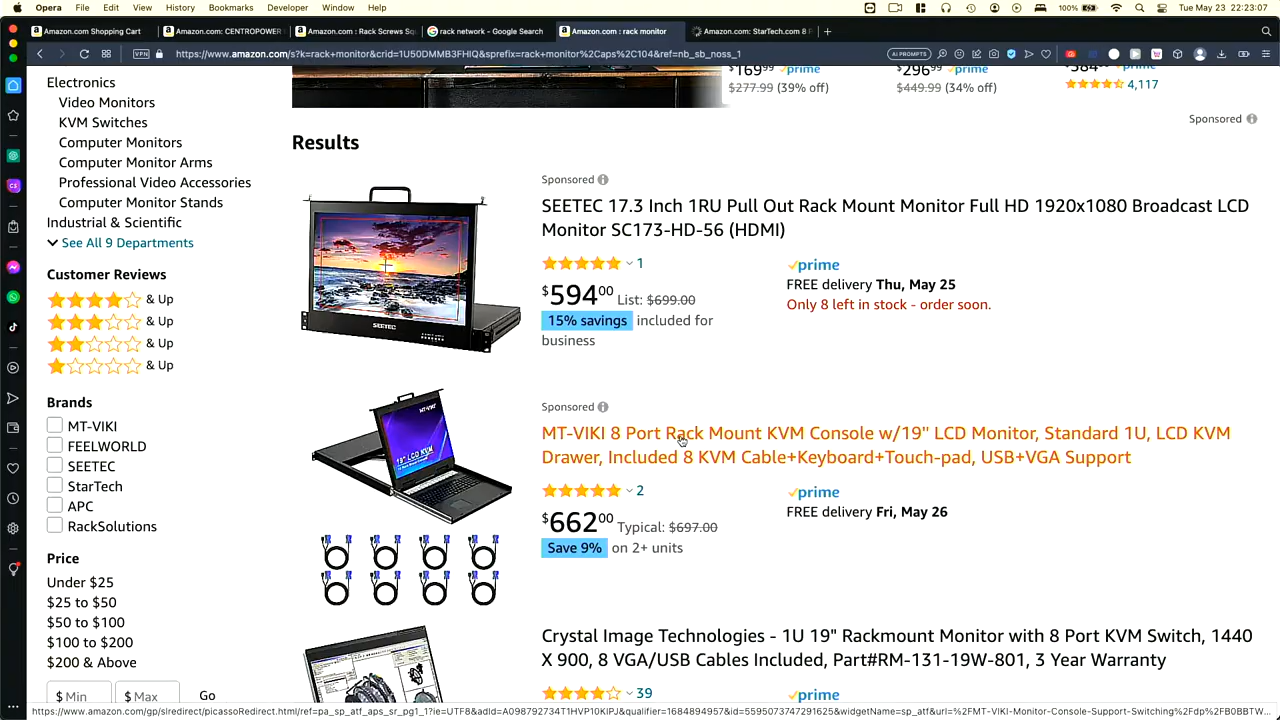 Opera File Edit View History Bookmarks Developer Window Help 100% Tue May 23 22:23:07
Amazon.com Shopping Cart
Amazon.com: CENTROPOWER
Amazon.com : Rack Screws Squ
rack network - Google Search
Amazon.com : rack monitor
Amazon.com: StarTech.com 8 P
VPN https://www.amazon.com/s?k=rack+monitor&crid=1U50DMMB3FHIQ&sprefix=rack+monitor%2Caps%2C104&ref=nb_sb_noss_1 AI PROMPTS
Electronics
Video Monitors
KVM Switches
Computer Monitors
Computer Monitor Arms
Professional Video Accessories
Computer Monitor Stands
Industrial & Scientific
See All 9 Departments
Customer Reviews
& Up
& Up
& Up
& Up
Brands
MT-VIKI
FEELWORLD
SEETEC
StarTech
APC
RackSolutions
Price
Under $25
$25 to $50
$50 to $100
$100 to $200
$200 & Above
$ Min $ Max Go
$169.99 prime
$277.99 (39% off)
$296.99 prime
$449.99 (34% off)
prime
4,117
Sponsored
Results
Sponsored
SEETEC 17.3 Inch 1RU Pull Out Rack Mount Monitor Full HD 1920x1080 Broadcast LCD
Monitor SC173-HD-56 (HDMI)
1
$594.00 List: $699.00
15% savings included for
business
prime
FREE delivery Thu, May 25
Only 8 left in stock - order soon.
SEETEC
Sponsored
MT-VIKI 8 Port Rack Mount KVM Console w/19" LCD Monitor, Standard 1U, LCD KVM
Drawer, Included 8 KVM Cable+Keyboard+Touch-pad, USB+VGA Support
2
$662.00 Typical: $697.00
Save 9% on 2+ units
prime
FREE delivery Fri, May 26
MT-VIKI
19" LCD KVM
Crystal Image Technologies - 1U 19" Rackmount Monitor with 8 Port KVM Switch, 1440
X 900, 8 VGA/USB Cables Included, Part#RM-131-19W-801, 3 Year Warranty
39
prime
https://www.amazon.com/gp/slredirect/picassoRedirect.html/ref=pa_sp_atf_aps_sr_pg1_1?ie=UTF8&adId=A098792734T1HVP10KIPJ&qualifier=1684894957&id=5595073747291625&widgetName=sp_atf&url=%2FMT-VIKI-Monitor-Console-Support-Switching%2Fdp%2FB0BBTW...